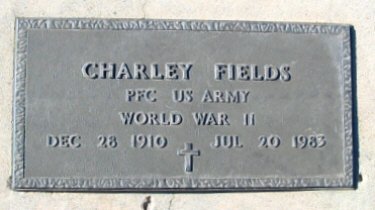 CHARLEY FIELDS
PFC US ARMY
WORLD WAR II
DEC 28 1910 JUL 20 1983